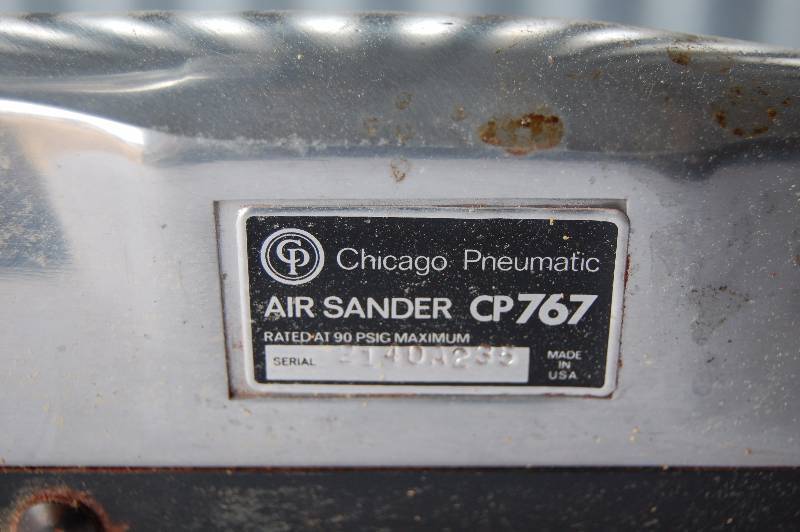 CP Chicago Pneumatic
AIR SANDER CP767
RATED AT 90 PSIG MAXIMUM
SERIAL
MADE
IN
USA